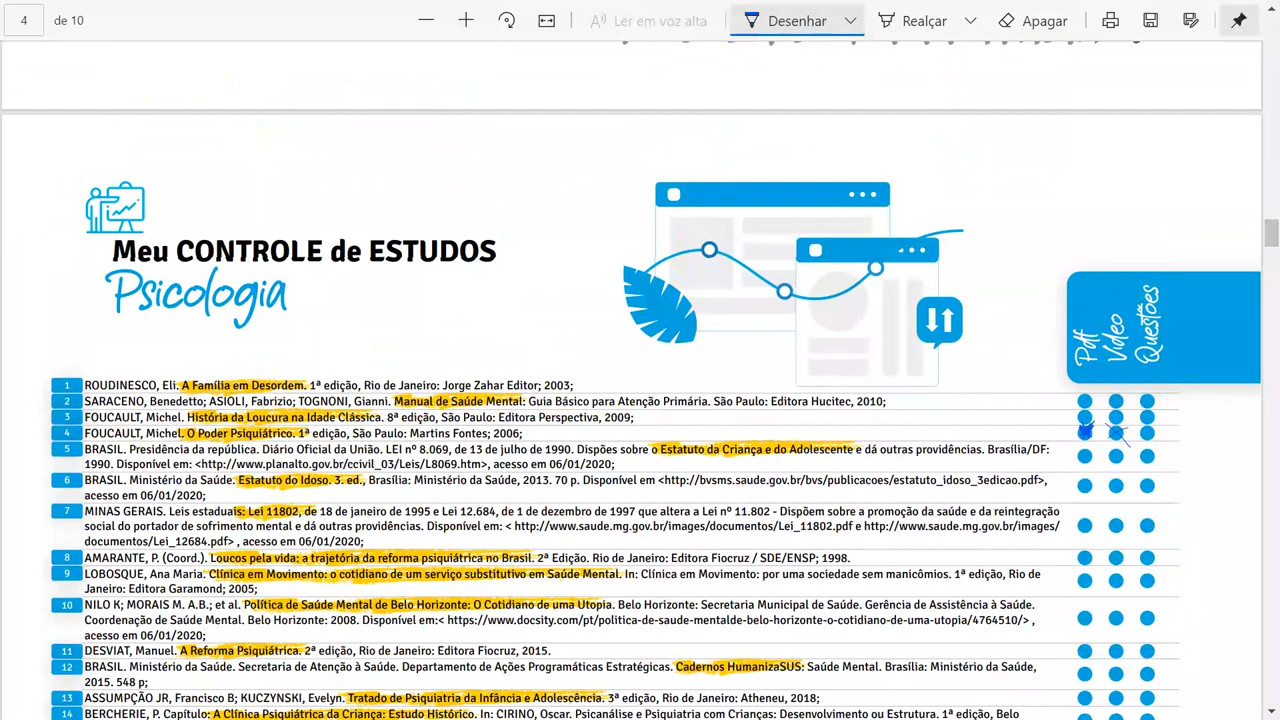 4 de 10 Ler em voz alta Desenhar Realçar Apagar
Meu CONTROLE de ESTUDOS
Psicologia
Pdf
Vídeo
Questões
1 ROUDINESCO, Eli. A Família em Desordem. 1ª edição, Rio de Janeiro: Jorge Zahar Editor; 2003;
2 SARACENO, Benedetto; ASIOLI, Fabrizio; TOGNONI, Gianni. Manual de Saúde Mental: Guia Básico para Atenção Primária. São Paulo: Editora Hucitec, 2010;
3 FOUCAULT, Michel. História da Loucura na Idade Clássica. 8ª edição, São Paulo: Editora Perspectiva, 2009;
4 FOUCAULT, Michel. O Poder Psiquiátrico. 1ª edição, São Paulo: Martins Fontes; 2006;
5 BRASIL. Presidência da república. Diário Oficial da União. LEI nº 8.069, de 13 de julho de 1990. Dispões sobre o Estatuto da Criança e do Adolescente e dá outras providências. Brasília/DF:
1990. Disponível em: <http://www.planalto.gov.br/ccivil_03/Leis/L8069.htm>, acesso em 06/01/2020;
6 BRASIL. Ministério da Saúde. Estatuto do Idoso. 3. ed., Brasília: Ministério da Saúde, 2013. 70 p. Disponível em <http://bvsms.saude.gov.br/bvs/publicacoes/estatuto_idoso_3edicao.pdf>,
acesso em 06/01/2020;
7 MINAS GERAIS. Leis estaduais: Lei 11802, de 18 de janeiro de 1995 e Lei 12.684, de 1 de dezembro de 1997 que altera a Lei nº 11.802 - Dispõem sobre a promoção da saúde e da reintegração
social do portador de sofrimento mental e dá outras providências. Disponível em: < http://www.saude.mg.gov.br/images/documentos/Lei_11802.pdf e http://www.saude.mg.gov.br/images/
documentos/Lei_12684.pdf> , acesso em 06/01/2020;
8 AMARANTE, P. (Coord.). Loucos pela vida: a trajetória da reforma psiquiátrica no Brasil. 2ª Edição. Rio de Janeiro: Editora Fiocruz / SDE/ENSP; 1998.
9 LOBOSQUE, Ana Maria. Clínica em Movimento: o cotidiano de um serviço substitutivo em Saúde Mental. In: Clínica em Movimento: por uma sociedade sem manicômios. 1ª edição, Rio de
Janeiro: Editora Garamond; 2005;
10 NILO K; MORAIS M. A.B.; et al. Política de Saúde Mental de Belo Horizonte: O Cotidiano de uma Utopia. Belo Horizonte: Secretaria Municipal de Saúde. Gerência de Assistência à Saúde.
Coordenação de Saúde Mental. Belo Horizonte: 2008. Disponível em:< https://www.docsity.com/pt/politica-de-saude-mentalde-belo-horizonte-o-cotidiano-de-uma-utopia/4764510/> ,
acesso em 06/01/2020;
11 DESVIAT, Manuel. A Reforma Psiquiátrica. 2ª edição, Rio de Janeiro: Editora Fiocruz, 2015.
12 BRASIL. Ministério da Saúde. Secretaria de Atenção à Saúde. Departamento de Ações Programáticas Estratégicas. Cadernos HumanizaSUS: Saúde Mental. Brasília: Ministério da Saúde,
2015. 548 p;
13 ASSUMPÇÃO JR, Francisco B; KUCZYNSKI, Evelyn. Tratado de Psiquiatria da Infância e Adolescência. 3ª edição, Rio de Janeiro: Atheneu, 2018;
14 BERCHERIE, P. Capítulo: A Clínica Psiquiátrica da Criança: Estudo Histórico. In: CIRINO, Oscar. Psicanálise e Psiquiatria com Crianças: Desenvolvimento ou Estrutura. 1ª edição, Belo